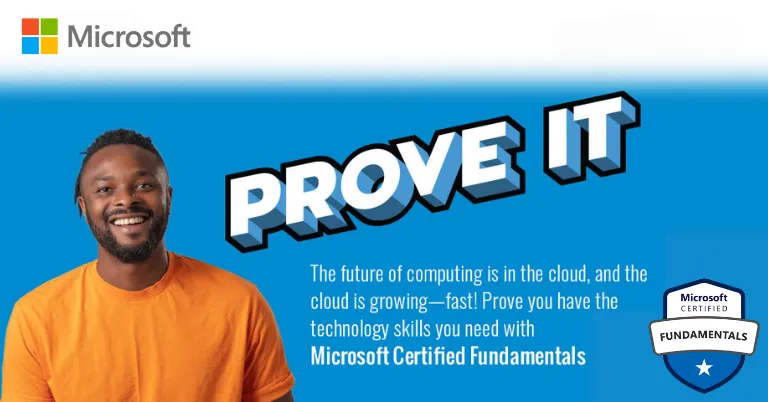 Microsoft
PROVE IT
The future of computing is in the cloud, and the
cloud is growing—fast! Prove you have the
technology skills you need with
Microsoft Certified Fundamentals
Microsoft
CERTIFIED
FUNDAMENTALS